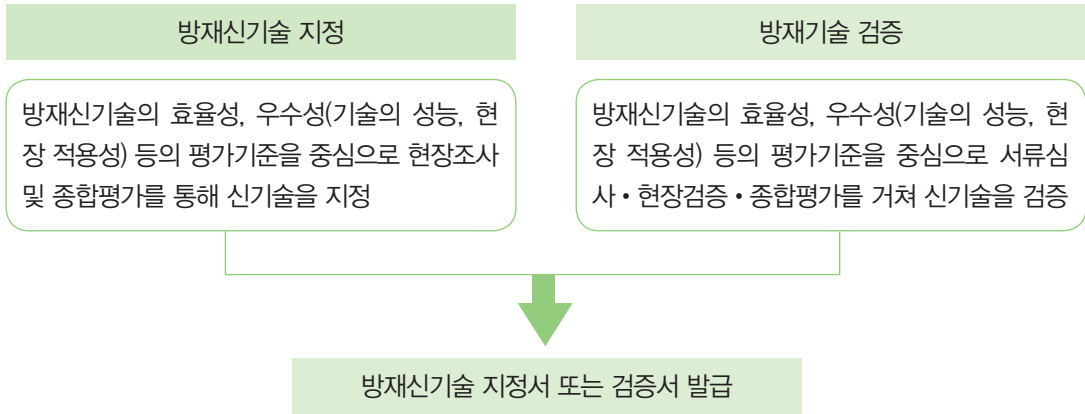 방재신기술 지정
방재신기술의 효율성, 우수성(기술의 성능, 현
장 적용성) 등의 평가기준을 중심으로 현장조사
및 종합평가를 통해 신기술을 지정
방재기술 검증
방재신기술의 효율성, 우수성(기술의 성능, 현
장 적용성) 등의 평가기준을 중심으로 서류심
사・현장검증・종합평가를 거쳐 신기술을 검증
방재신기술 지정서 또는 검증서 발급